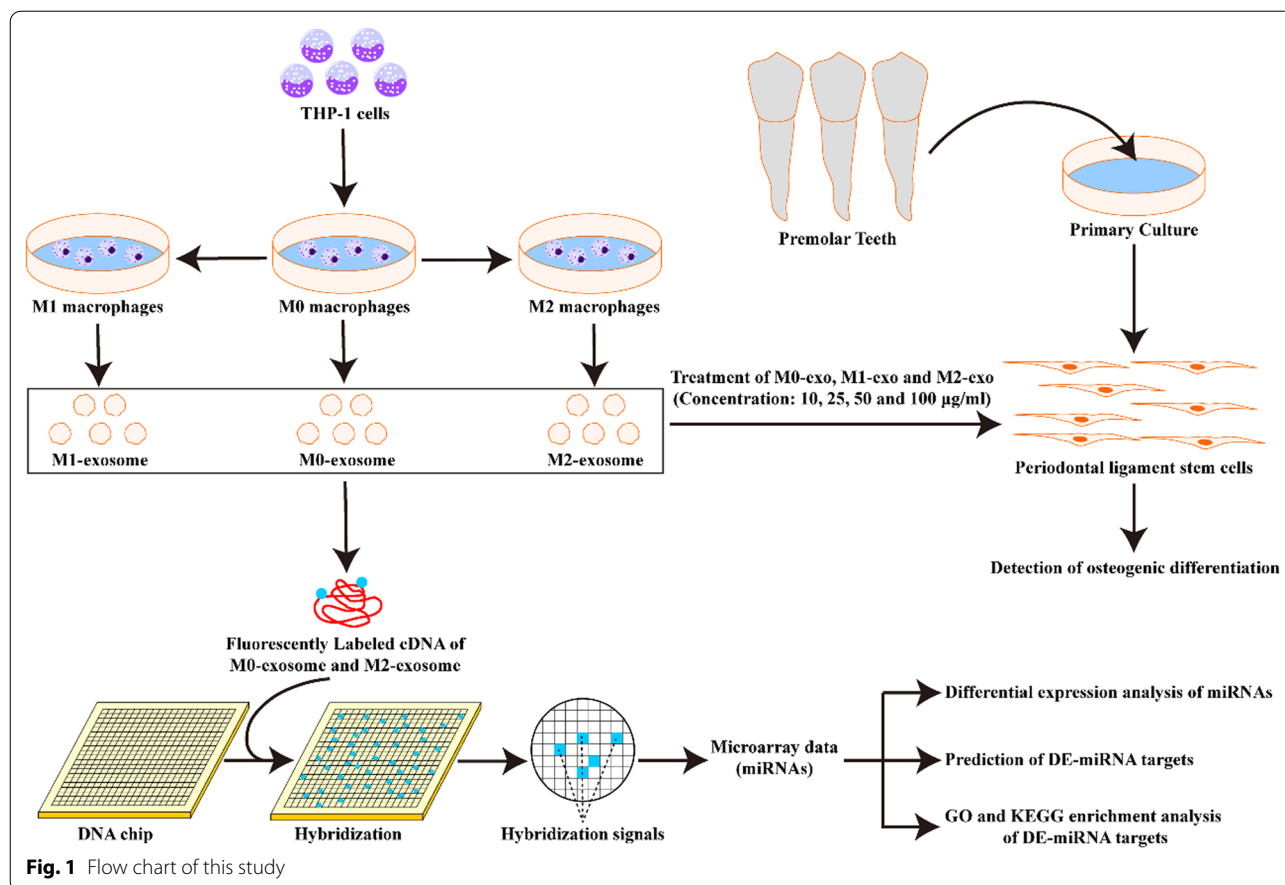 THP-1 cells
Premolar Teeth
Primary Culture
M1 macrophages
M0 macrophages
M2 macrophages
Treatment of M0-exo, M1-exo and M2-exo
(Concentration: 10, 25, 50 and 100 μg/ml)
M1-exosome
M0-exosome
M2-exosome
Periodontal ligament stem cells
Detection of osteogenic differentiation
Fluorescently Labeled cDNA of
M0-exosome and M2-exosome
DNA chip
Hybridization
Hybridization signals
Microarray data
(miRNAs)
Differential expression analysis of miRNAs
Prediction of DE-miRNA targets
GO and KEGG enrichment analysis
of DE-miRNA targets
Fig. 1 Flow chart of this study